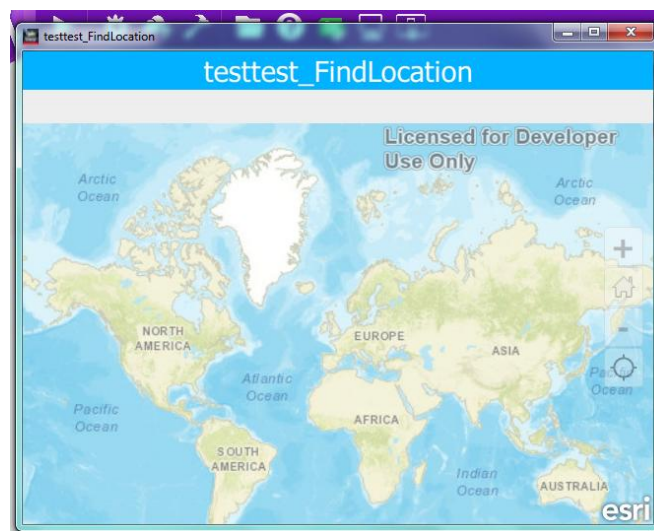 testtest_FindLocation
testtest_FindLocation
Licensed for Developer
Use Only
Arctic
Ocean
Arctic
Ocean
NORTH
AMERICA
EUROPE
ASIA
Atlantic
Ocean
Pacific
Ocean
Pacific
Ocean
AFRICA
SOUTH
AMERICA
Indian
Ocean
AUSTRALIA
esri